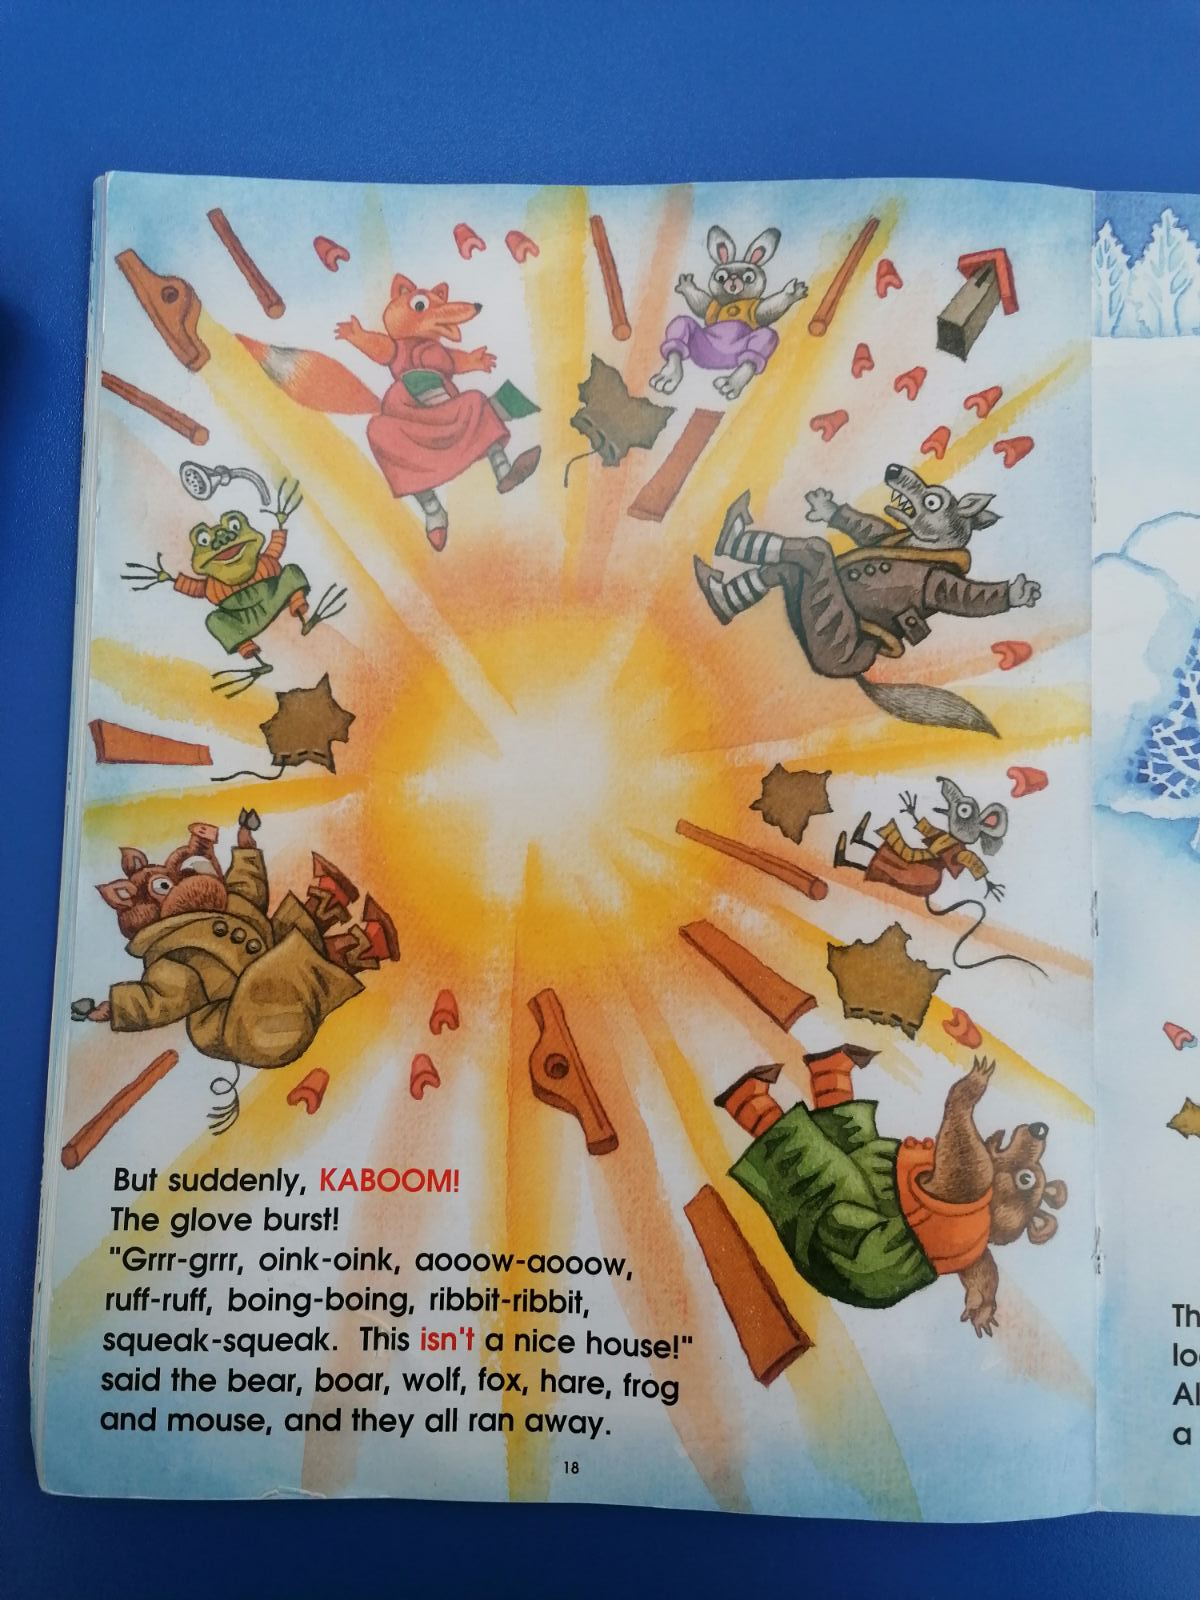 But suddenly, KABOOM!
The glove burst!
"Grrr-grrr, oink-oink, aooow-aooow,
ruff-ruff, boing-boing, ribbit-ribbit,
squeak-squeak. This isn't a nice house!"
said the bear, boar, wolf, fox, hare, frog
and mouse, and they all ran away.
18
a